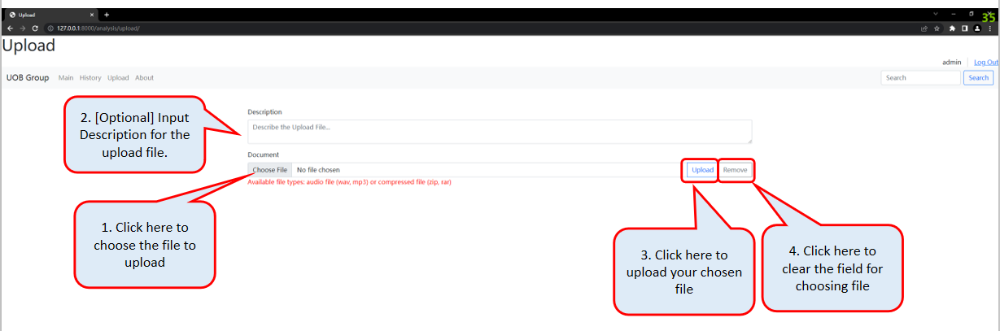 Upload
35
127.0.0.1:8000/analysis/upload/
Upload
admin Log Out
UOB Group Main History Upload About Search Search
2. [Optional] Input
Description for the
upload file.
Description
Describe the Upload File...
Document
Choose File No file chosen Upload Remove
Available file types: audio file (wav, mp3) or compressed file (zip, rar)
1. Click here to
choose the file to
upload
3. Click here to
upload your chosen
file
4. Click here to
clear the field for
choosing file